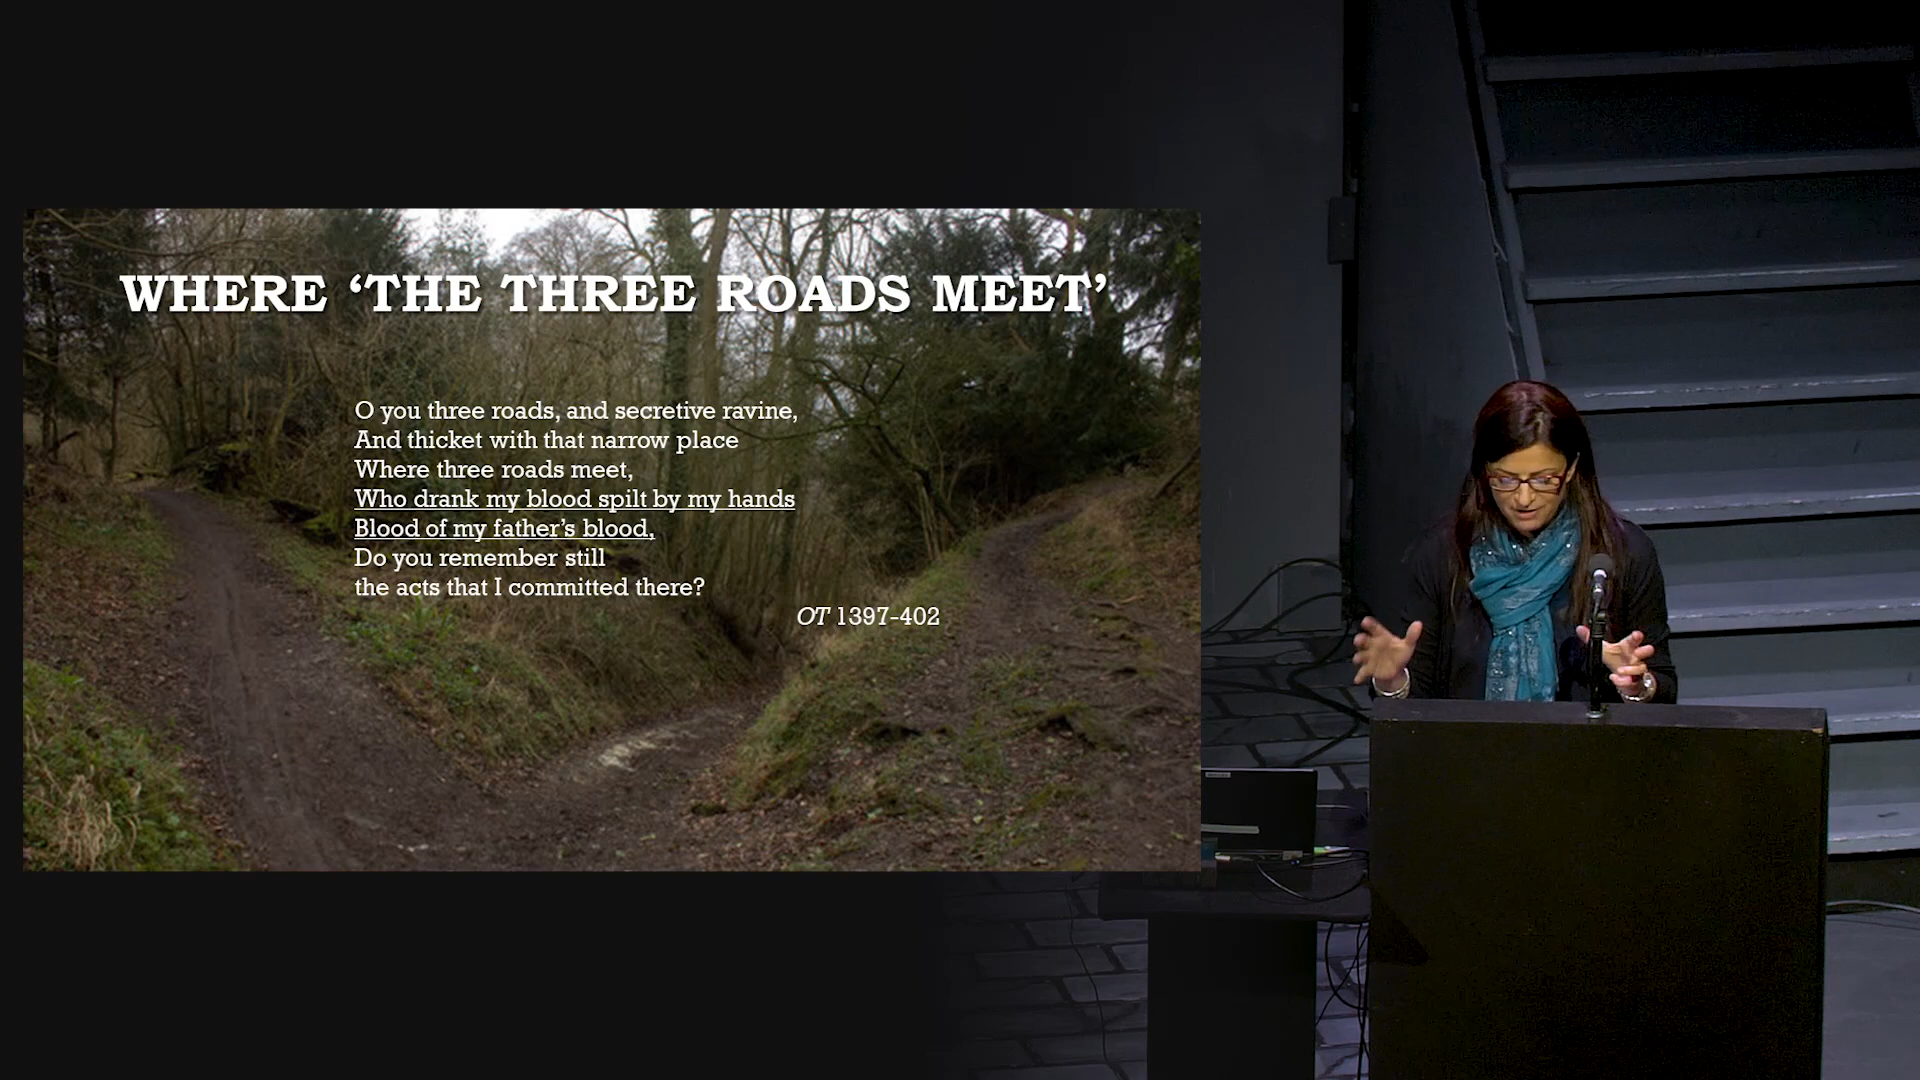 WHERE ‘THE THREE ROADS MEET’
O you three roads, and secretive ravine,
And thicket with that narrow place
Where three roads meet,
Who drank my blood spilt by my hands
Blood of my father’s blood,
Do you remember still
the acts that I committed there?
OT 1397-402